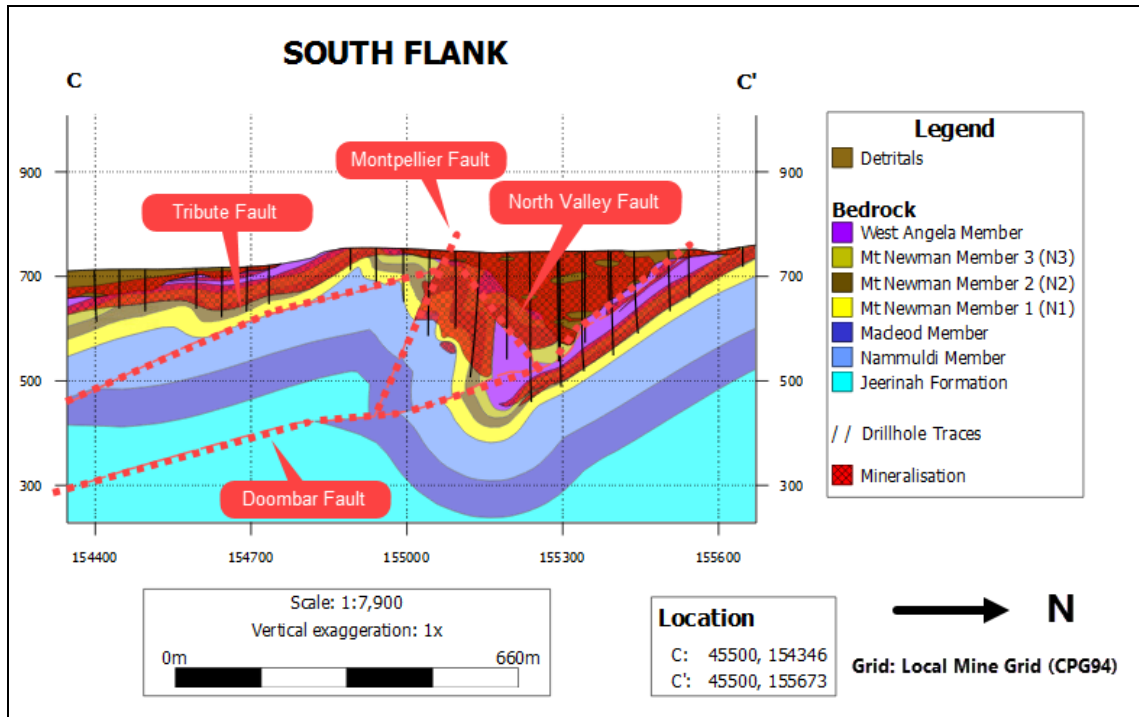 SOUTH FLANK
C
C'
Montpellier Fault
North Valley Fault
Tribute Fault
Doombar Fault
900
700
500
300
900
700
500
300
154400
154700
155000
155300
155600
Legend
Detritals
Bedrock
West Angela Member
Mt Newman Member 3 (N3)
Mt Newman Member 2 (N2)
Mt Newman Member 1 (N1)
Macleod Member
Nammuldi Member
Jeerinah Formation
/ / Drillhole Traces
Mineralisation
Scale: 1:7,900
Vertical exaggeration: 1x
0m 660m
Location
C: 45500, 154346
C': 45500, 155673
N
Grid: Local Mine Grid (CPG94)